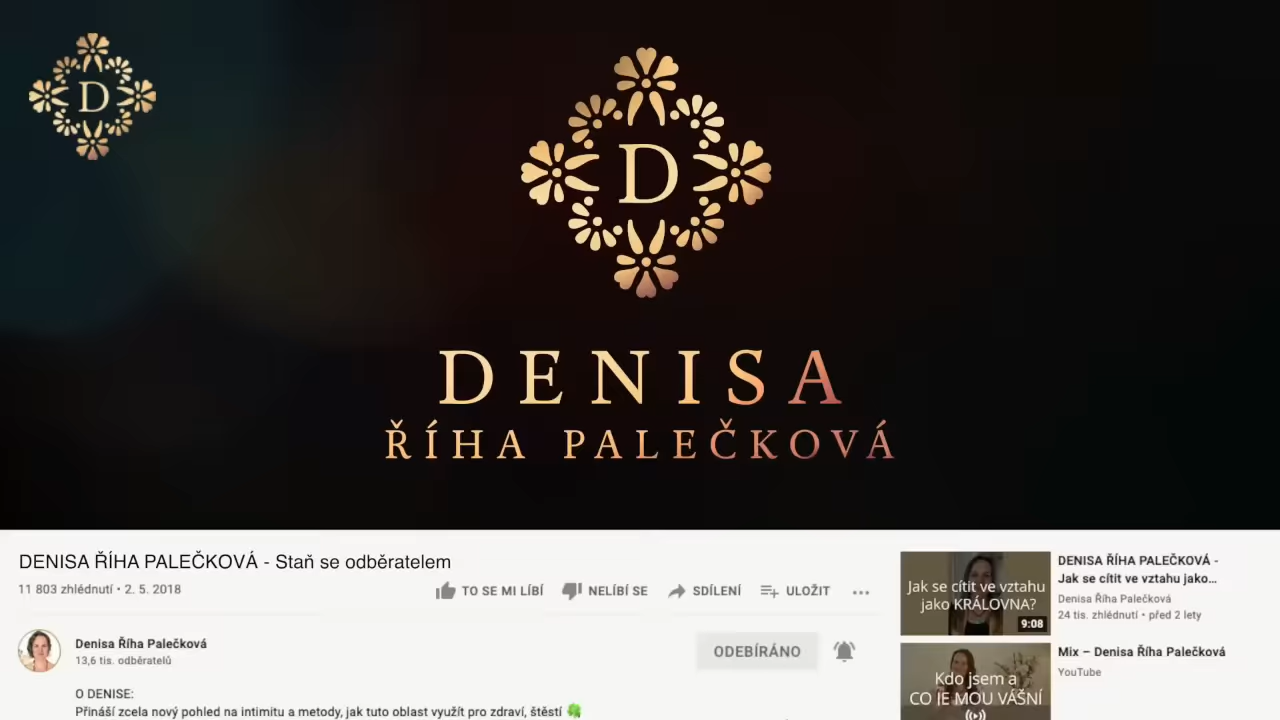 D
D
DENISA
ŘÍHA PALEČKOVÁ
DENISA ŘÍHA PALEČKOVÁ - Staň se odběratelem
11 803 zhlédnutí • 2. 5. 2018
TO SE MI LÍBÍ
NELÍBÍ SE
SDÍLENÍ
ULOŽIT
Denisa Říha Palečková
13,6 tis. odběratelů
ODEBÍRÁNO
O DENISE:
Přináší zcela nový pohled na intimitu a metody, jak tuto oblast využít pro zdraví, štěstí
Jak se cítit ve vztahu
jako KRÁLOVNA?
9:08
DENISA ŘÍHA PALEČKOVÁ -
Jak se cítit ve vztahu jako...
Denisa Říha Palečková
24 tis. zhlédnutí • před 2 lety
Kdo jsem a
CO JE MOU VÁŠNÍ
Mix – Denisa Říha Palečková
YouTube